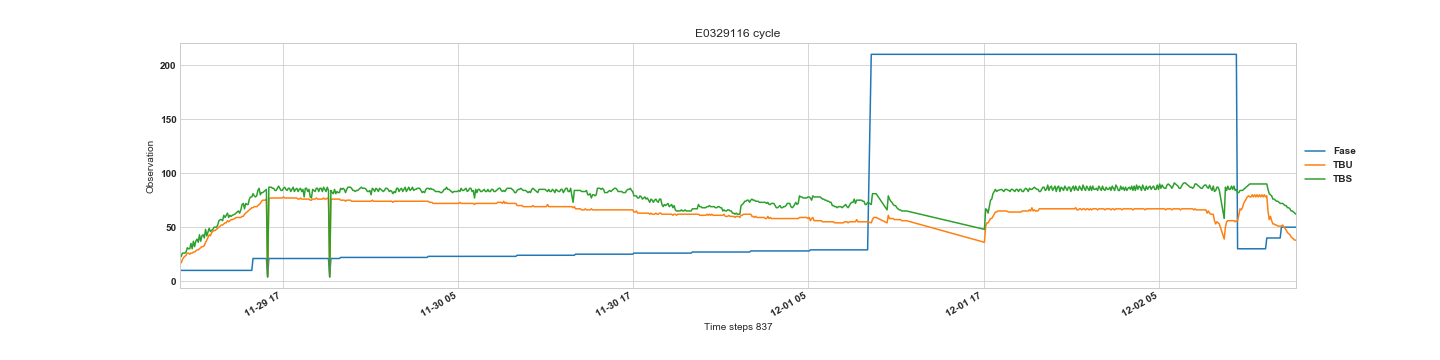 E0329116 cycle
Observation
200
150
100
50
0
11-29 17
11-30 05
11-30 17
12-01 05
12-01 17
12-02 05
Time steps 837
Fase
TBU
TBS